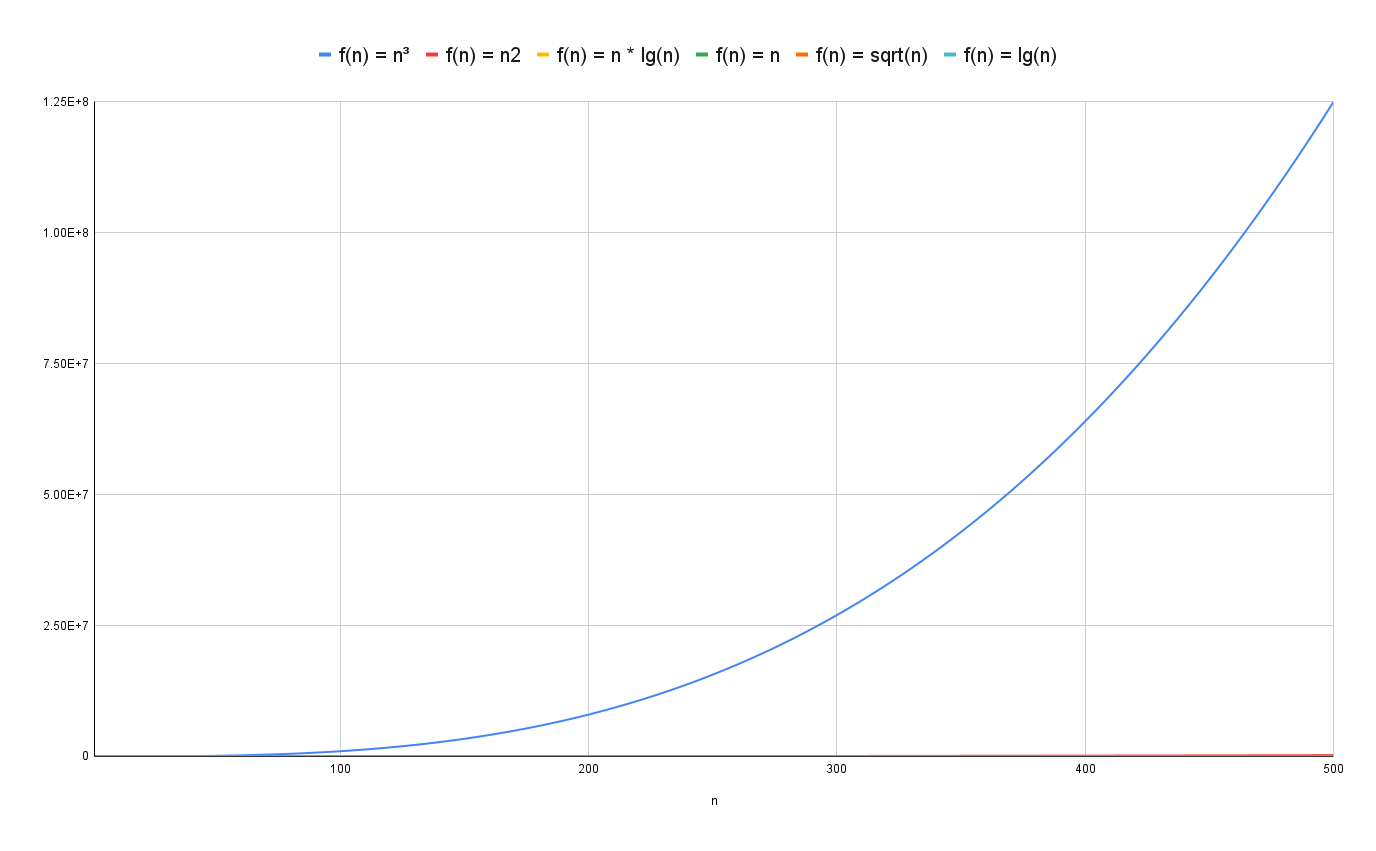 f(n) = n³ f(n) = n2 f(n) = n * lg(n) f(n) = n f(n) = sqrt(n) f(n) = lg(n)
1.25E+8
1.00E+8
7.50E+7
5.00E+7
2.50E+7
0
100 200 300 400 500
n